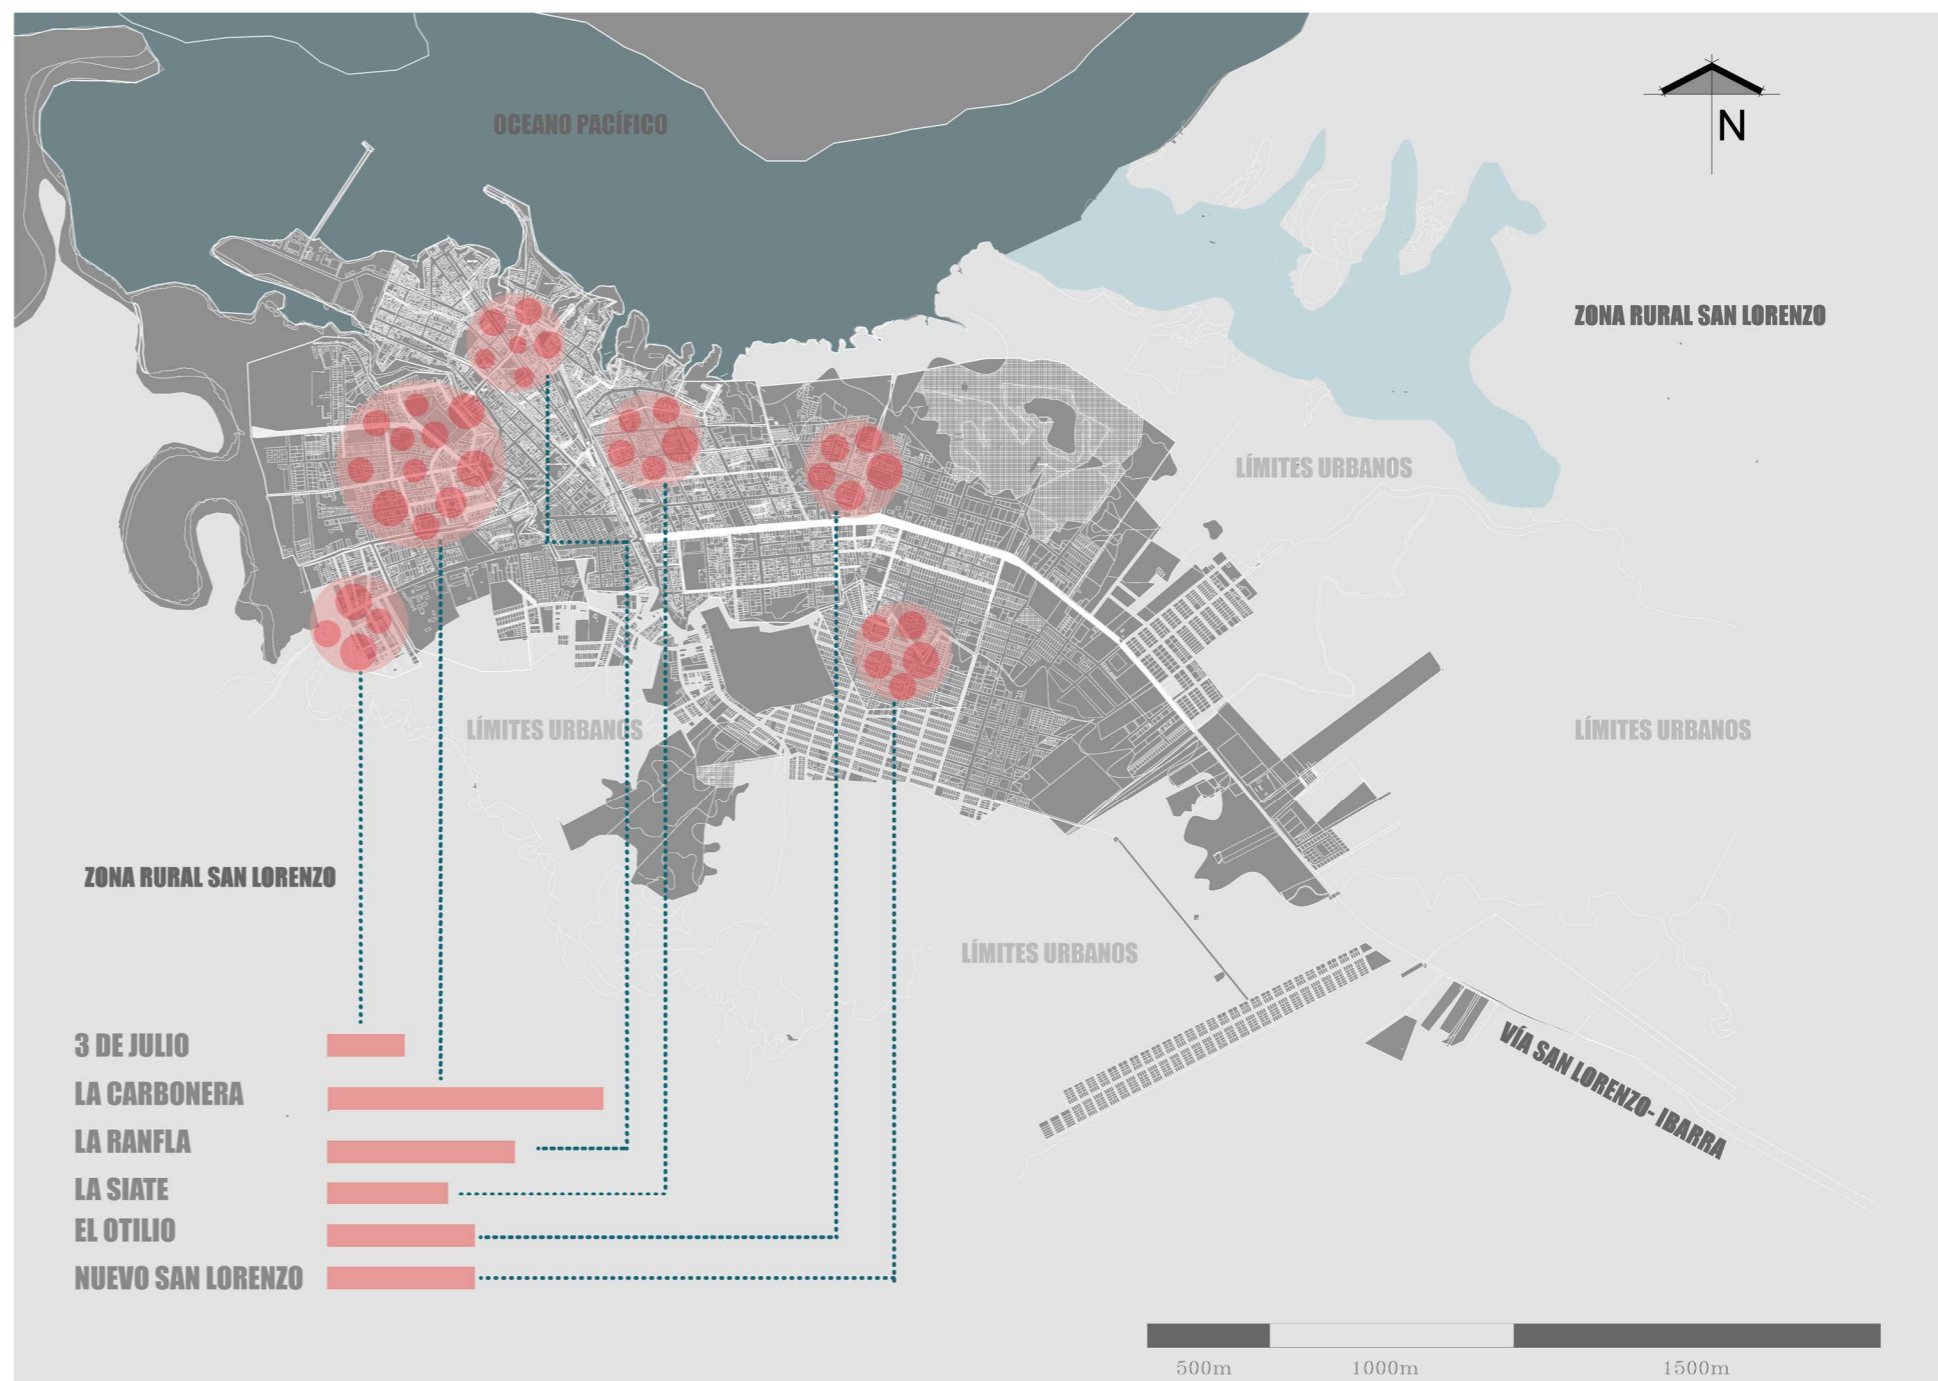 OCEANO PACÍFICO
N
ZONA RURAL SAN LORENZO
LÍMITES URBANOS
LÍMITES URBANOS
LÍMITES URBANOS
ZONA RURAL SAN LORENZO
LÍMITES URBANOS
VÍA SAN LORENZO- IBARRA
3 DE JULIO
LA CARBONERA
LA RANFLA
LA SIATE
EL OTILIO
NUEVO SAN LORENZO
500m
1000m
1500m